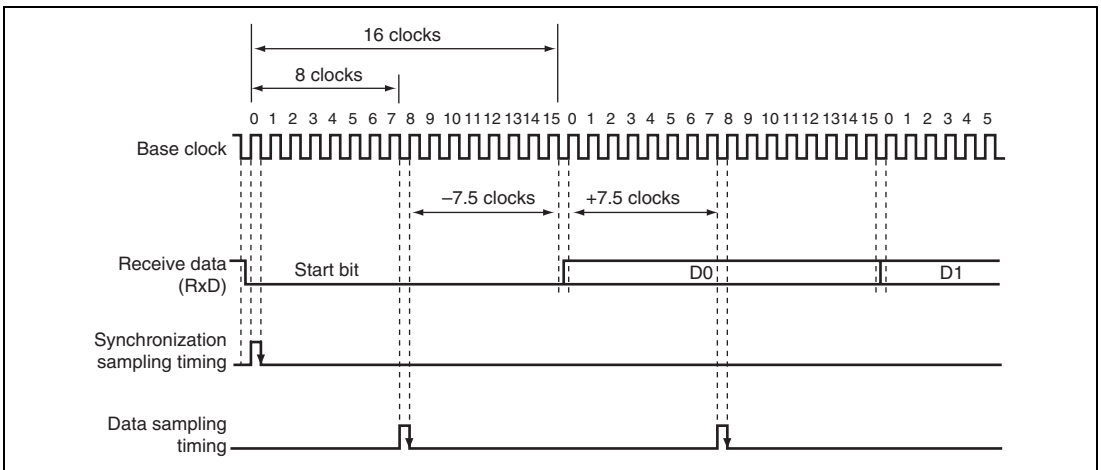 16 clocks
8 clocks
0 1 2 3 4 5 6 7 8 9 10 11 12 13 14 15 0 1 2 3 4 5 6 7 8 9 10 11 12 13 14 15 0 1 2 3 4 5
Base clock
–7.5 clocks +7.5 clocks
Receive data
(RxD)
Start bit D0 D1
Synchronization
sampling timing
Data sampling
timing